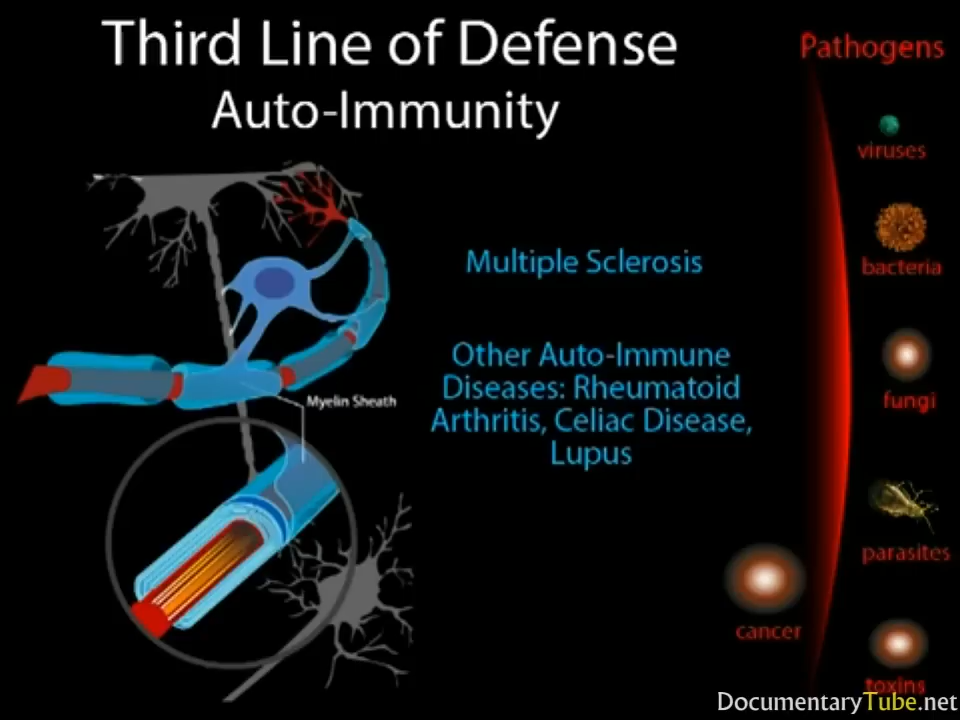 Third Line of Defense
Auto-Immunity
Pathogens
viruses
bacteria
fungi
parasites
toxins
cancer
Multiple Sclerosis
Other Auto-Immune
Diseases: Rheumatoid
Arthritis, Celiac Disease,
Lupus
Myelin Sheath
DocumentaryTube.net